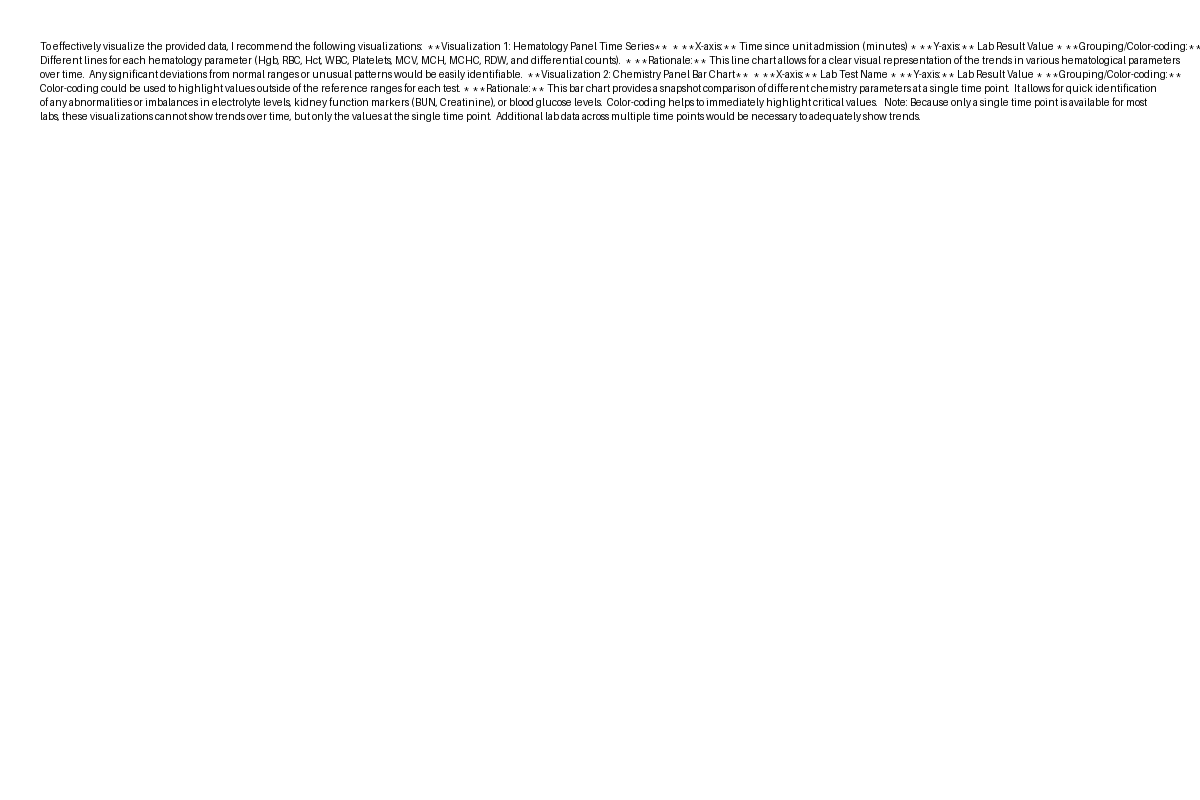 To effectively visualize the provided data, I recommend the following visualizations:  **Visualization 1: Hematology Panel Time Series**  * **X-axis:** Time since unit admission (minutes) * **Y-axis:** Lab Result Value * **Grouping/Color-coding:**
Different lines for each hematology parameter (Hgb, RBC, Hct, WBC, Platelets, MCV, MCH, MCHC, RDW, and differential counts).  * **Rationale:** This line chart allows for a clear visual representation of the trends in various hematological parameters
over time.  Any significant deviations from normal ranges or unusual patterns would be easily identifiable.  **Visualization 2: Chemistry Panel Bar Chart**  * **X-axis:** Lab Test Name * **Y-axis:** Lab Result Value * **Grouping/Color-coding:**
Color-coding could be used to highlight values outside of the reference ranges for each test. * **Rationale:** This bar chart provides a snapshot comparison of different chemistry parameters at a single time point.  It allows for quick identification
of any abnormalities or imbalances in electrolyte levels, kidney function markers (BUN, Creatinine), or blood glucose levels.  Color-coding helps to immediately highlight critical values.   Note: Because only a single time point is available for most
labs, these visualizations cannot show trends over time, but only the values at the single time point.  Additional lab data across multiple time points would be necessary to adequately show trends.